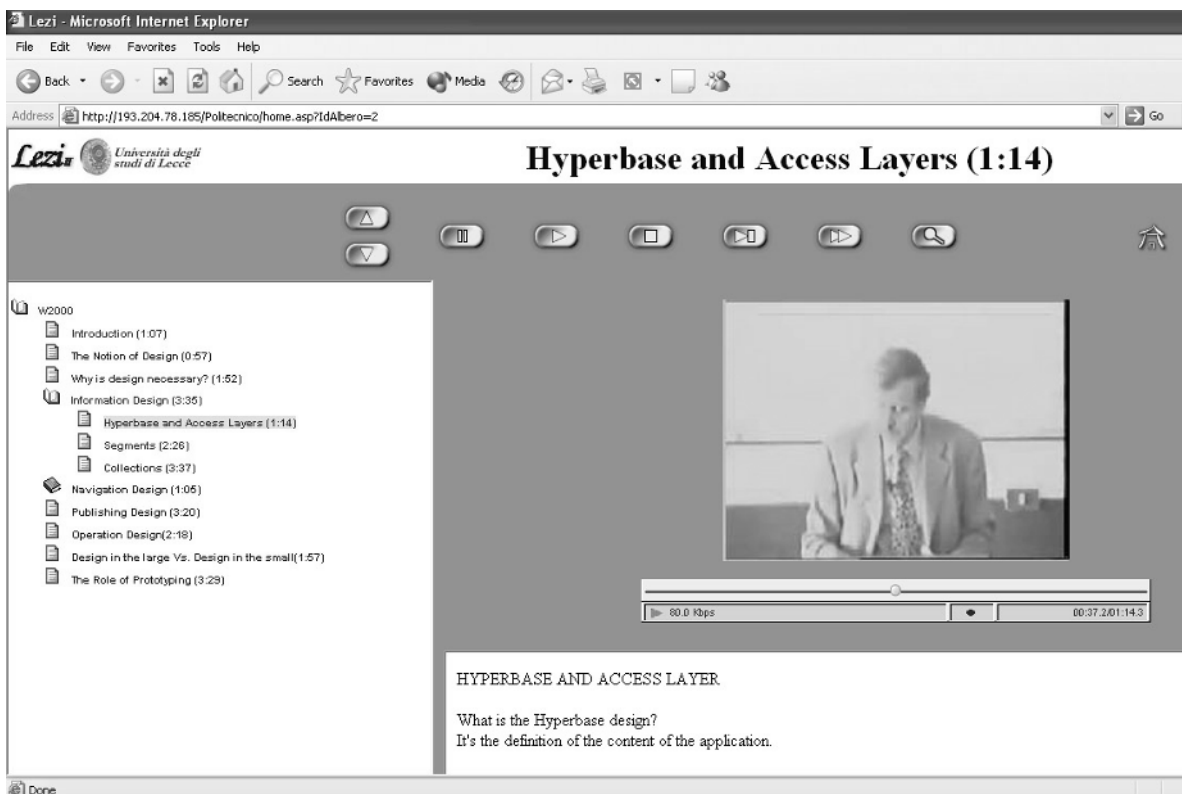 Lezi - Microsoft Internet Explorer
File Edit View Favorites Tools Help
Back Search Favorites Media
Address http://193.204.78.185/Politecnico/home.asp?IdAlbero=2 Go
Lezi Università degli
studi di Lecce
Hyperbase and Access Layers (1:14)
W2000
Introduction (1:07)
The Notion of Design (0:57)
Why is design necessary? (1:52)
Information Design (3:35)
Hyperbase and Access Layers (1:14)
Segments (2:26)
Collections (3:37)
Navigation Design (1:05)
Publishing Design (3:20)
Operation Design(2:18)
Design in the large Vs. Design in the small(1:57)
The Role of Prototyping (3:29)
80.0 Kbps 00:37.2/01:14.3
HYPERBASE AND ACCESS LAYER
What is the Hyperbase design?
It's the definition of the content of the application.
Done